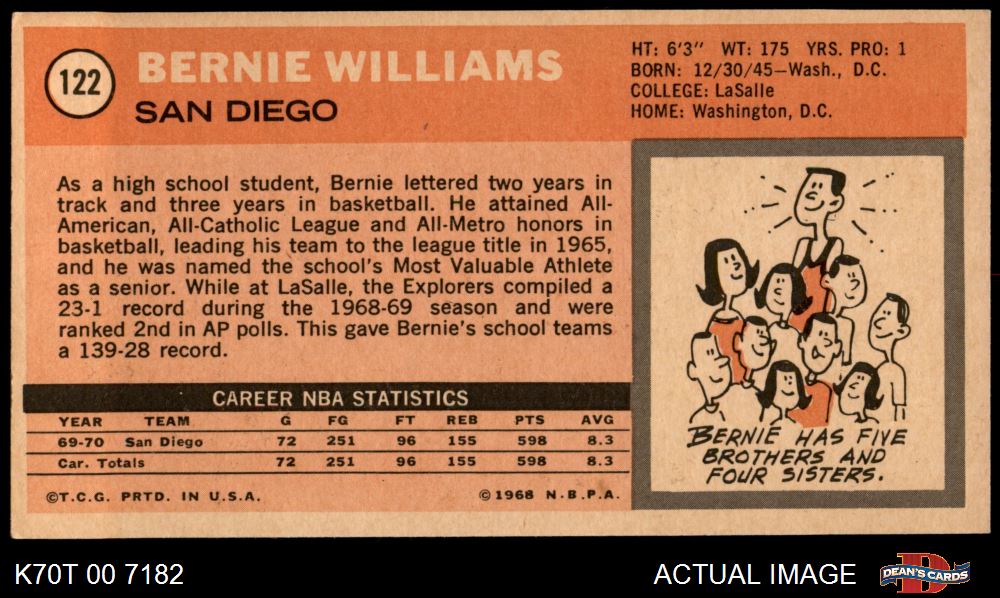 122
BERNIE WILLIAMS
SAN DIEGO
HT: 6'3" WT: 175 YRS. PRO: 1
BORN: 12/30/45—Wash., D.C.
COLLEGE: LaSalle
HOME: Washington, D.C.
As a high school student, Bernie lettered two years in
track and three years in basketball. He attained All-
American, All-Catholic League and All-Metro honors in
basketball, leading his team to the league title in 1965,
and he was named the school's Most Valuable Athlete
as a senior. While at LaSalle, the Explorers compiled a
23-1 record during the 1968-69 season and were
ranked 2nd in AP polls. This gave Bernie's school teams
a 139-28 record.
CAREER NBA STATISTICS
YEAR TEAM G FG FT REB PTS AVG
69-70 San Diego 72 251 96 155 598 8.3
Car. Totals 72 251 96 155 598 8.3
©T.C.G. PRTD. IN U.S.A. ©1968 N.B.P.A.
BERNIE HAS FIVE
BROTHERS AND
FOUR SISTERS.
K70T 00 7182
ACTUAL IMAGE
D
DEAN'S CARDS